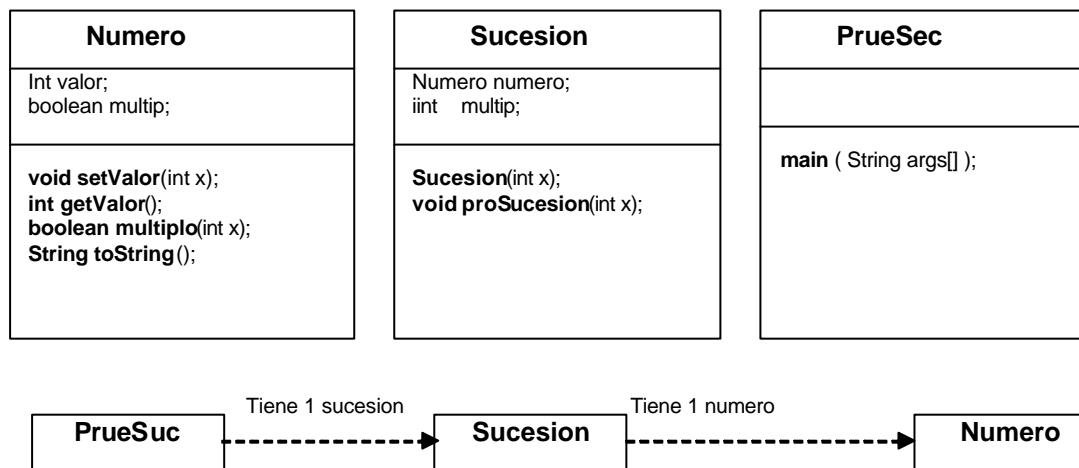 Numero
Int valor;
boolean multip;
void setValor(int x);
int getValor();
boolean multiplo(int x);
String toString();
Sucesion
Numero numero;
iint multip;
Sucesion(int x);
void proSucesion(int x);
PrueSec
main ( String args[] );
Tiene 1 sucesion
Tiene 1 numero
PrueSuc
Sucesion
Numero